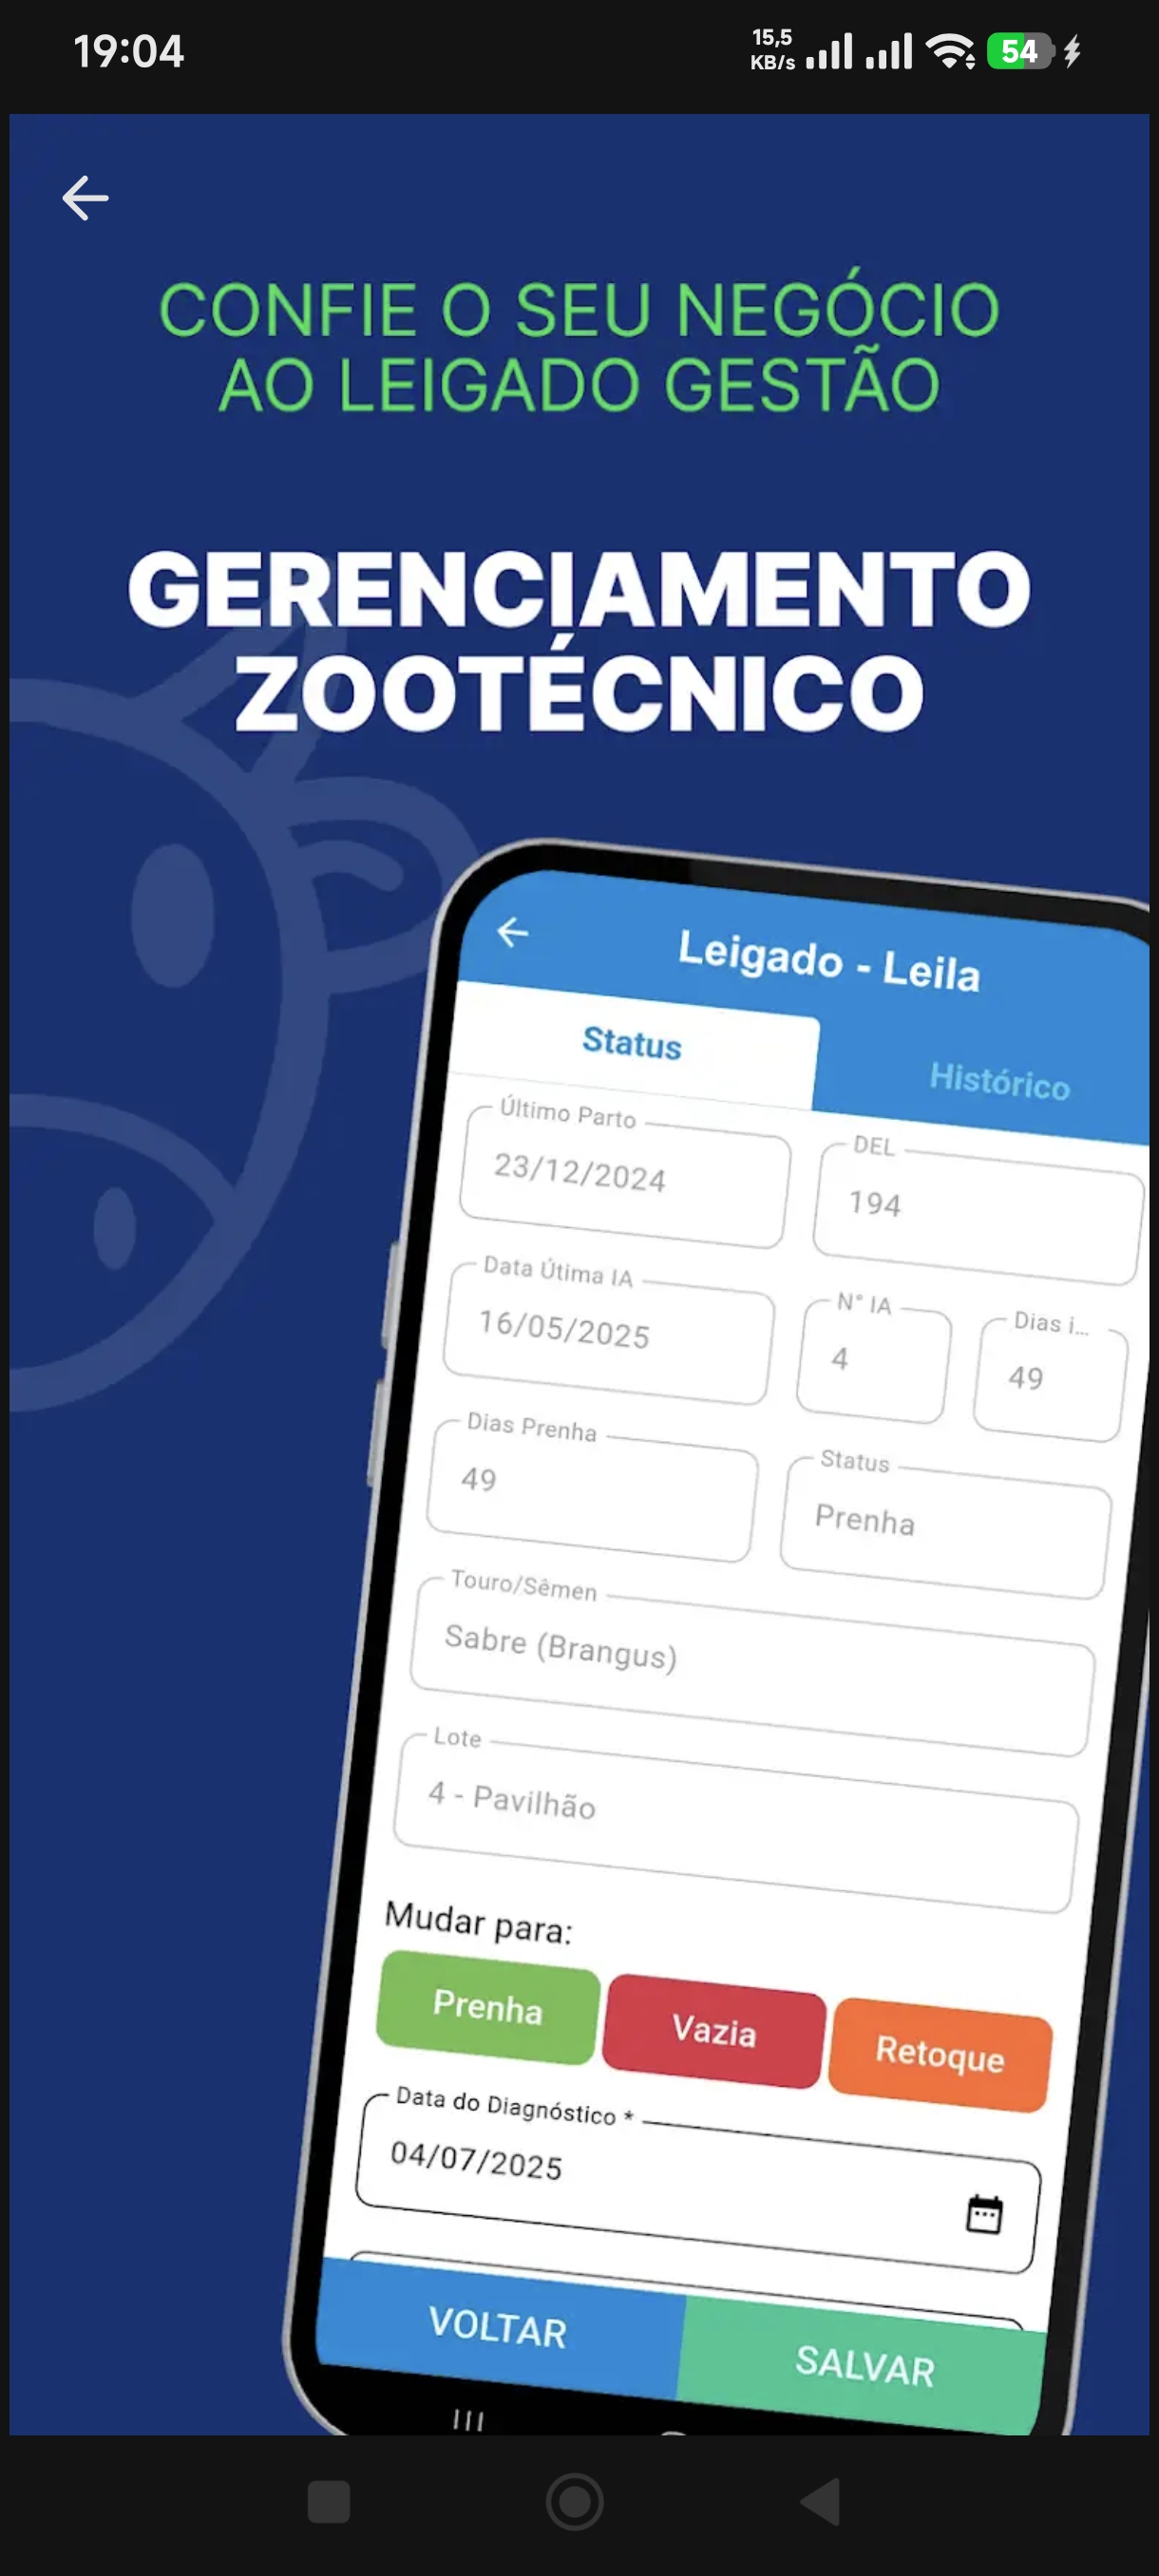 19:04
15,5
KB/s
54
CONFIE O SEU NEGÓCIO
AO LEIGADO GESTÃO
GERENCIAMENTO
ZOOTÉCNICO
Leigado - Leila
Status
Histórico
Último Parto
23/12/2024
DEL
194
Data Útima IA
16/05/2025
N° IA
4
Dias i...
49
Dias Prenha
49
Status
Prenha
Touro/Sêmen
Sabre (Brangus)
Lote
4 - Pavilhão
Mudar para:
Prenha
Vazia
Retoque
Data do Diagnóstico *
04/07/2025
VOLTAR
SALVAR